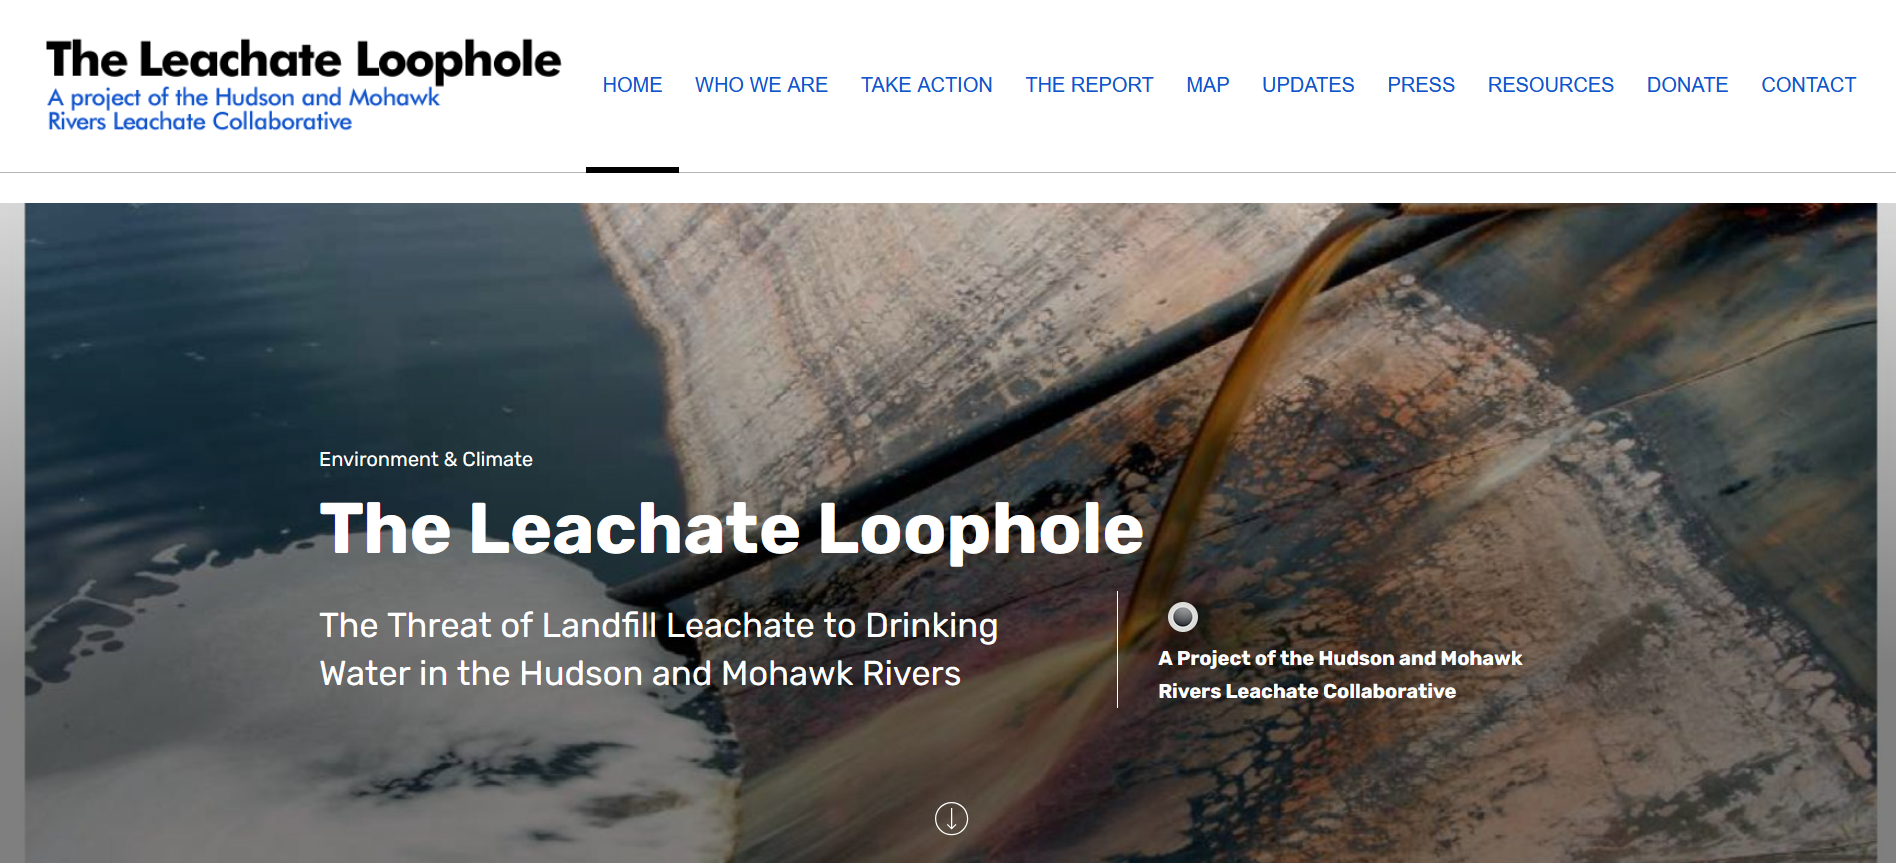 The Leachate Loophole
A project of the Hudson and Mohawk
Rivers Leachate Collaborative
HOME WHO WE ARE TAKE ACTION THE REPORT MAP UPDATES PRESS RESOURCES DONATE CONTACT
Environment & Climate
The Leachate Loophole
The Threat of Landfill Leachate to Drinking
Water in the Hudson and Mohawk Rivers
A Project of the Hudson and Mohawk
Rivers Leachate Collaborative